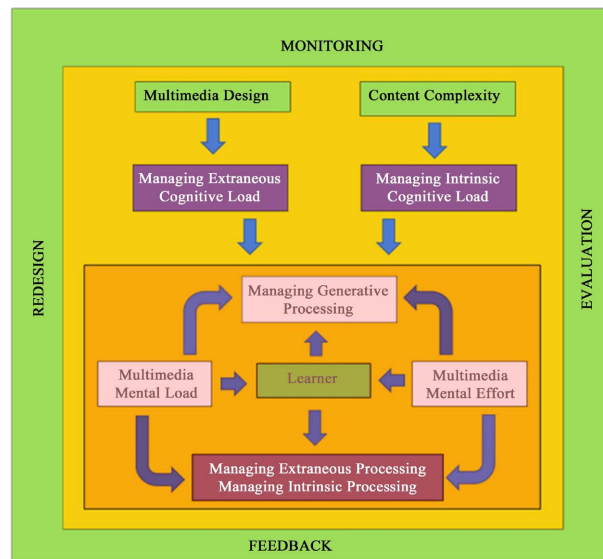 MONITORING
Multimedia Design
Content Complexity
Managing Extraneous
Cognitive Load
Managing Intrinsic
Cognitive Load
REDESIGN
EVALUATION
Managing Generative
Processing
Multimedia
Mental Load
Learner
Multimedia
Mental Effort
Managing Extraneous Processing
Managing Intrinsic Processing
FEEDBACK